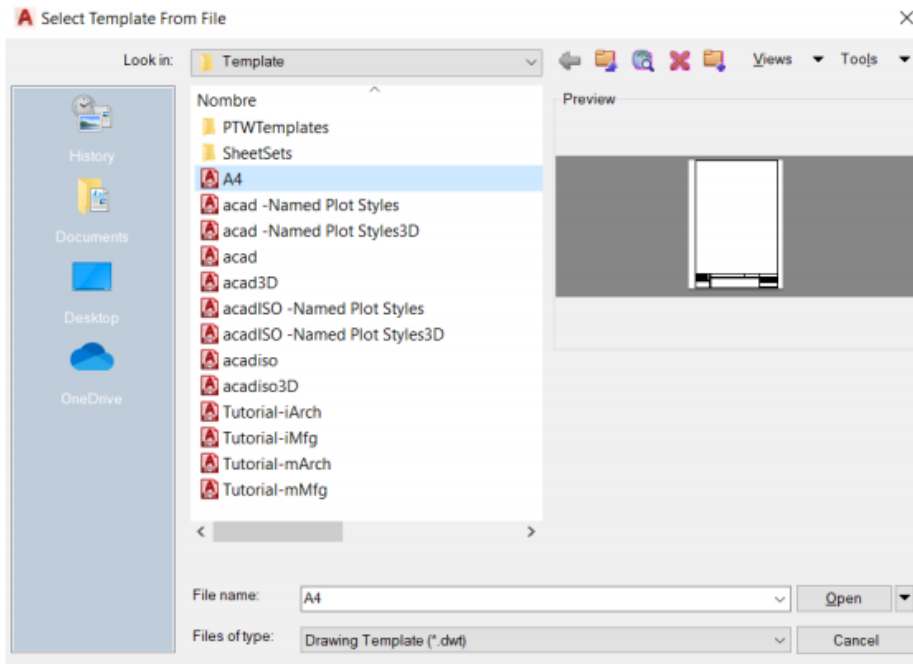 Select Template From File
Look in: Template Views Tools
Nombre Preview
PTWTemplates
SheetSets
A4
acad -Named Plot Styles
acad -Named Plot Styles3D
acad
acad3D
acadISO -Named Plot Styles
acadISO -Named Plot Styles3D
acadiso
acadiso3D
Tutorial-iArch
Tutorial-iMfg
Tutorial-mArch
Tutorial-mMfg
History
Documents
Desktop
OneDrive
File name: A4 Open
Files of type: Drawing Template (*.dwt) Cancel